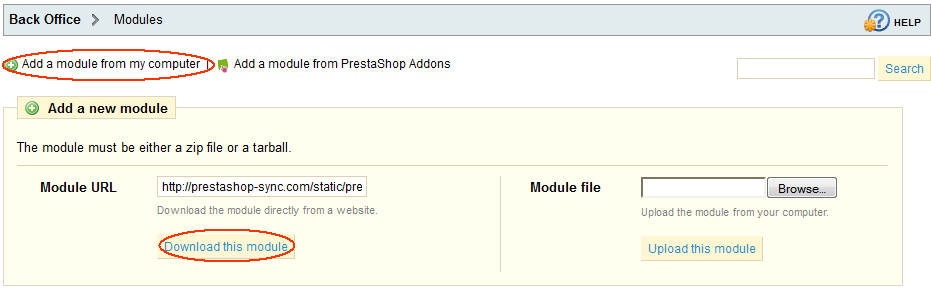 Back Office > Modules HELP
Add a module from my computer Add a module from PrestaShop Addons
Search
Add a new module
The module must be either a zip file or a tarball.
Module URL http://prestashop-sync.com/static/pre Module file Browse...
Download the module directly from a website. Upload the module from your computer.
Download this module Upload this module